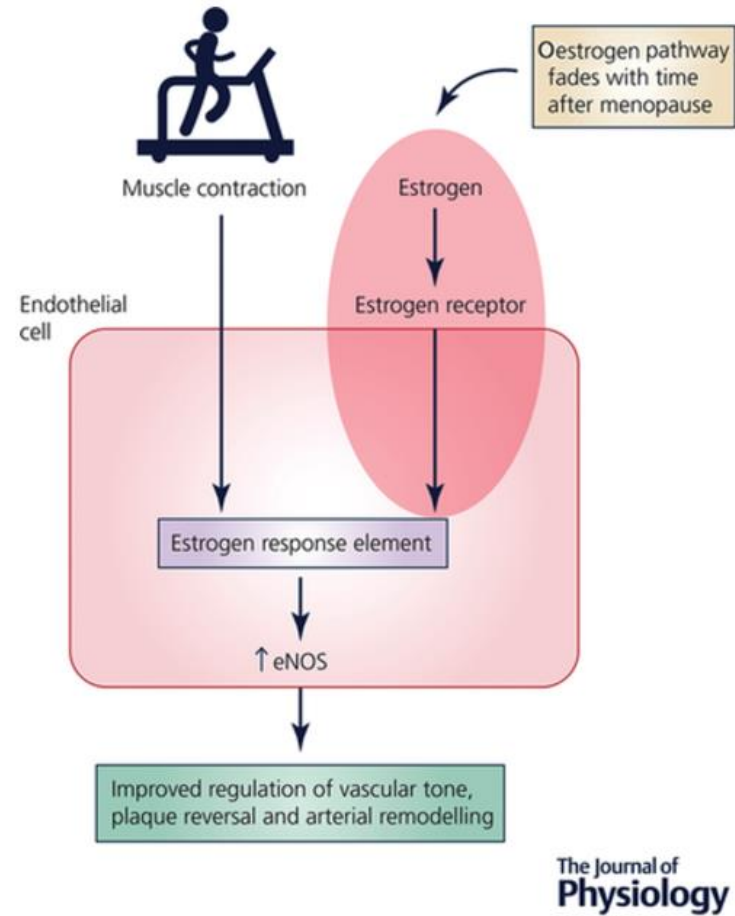 Oestrogen pathway
fades with time
after menopause
Muscle contraction
Estrogen
Endothelial
cell
Estrogen receptor
Estrogen response element
↑ eNOS
Improved regulation of vascular tone,
plaque reversal and arterial remodelling
The Journal of
Physiology